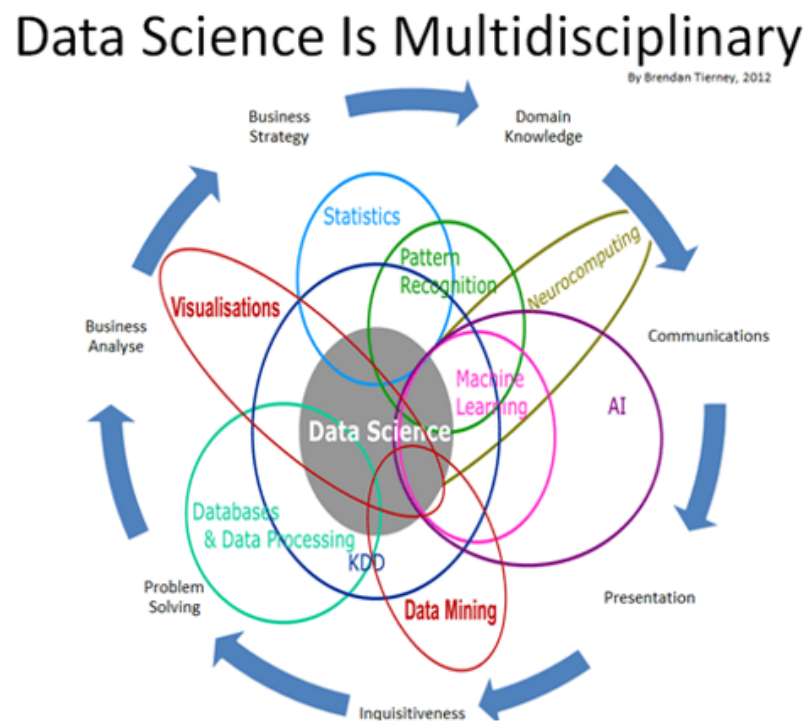 Data Science Is Multidisciplinary
By Brendan Tierney, 2012
Business
Strategy
Domain
Knowledge
Statistics
Pattern
Recognition
Neurocomputing
Visualisations
Business
Analyse
Communications
Machine
Learning
AI
Data Science
Databases
& Data Processing
KDD
Problem
Solving
Data Mining
Presentation
Inquisitiveness